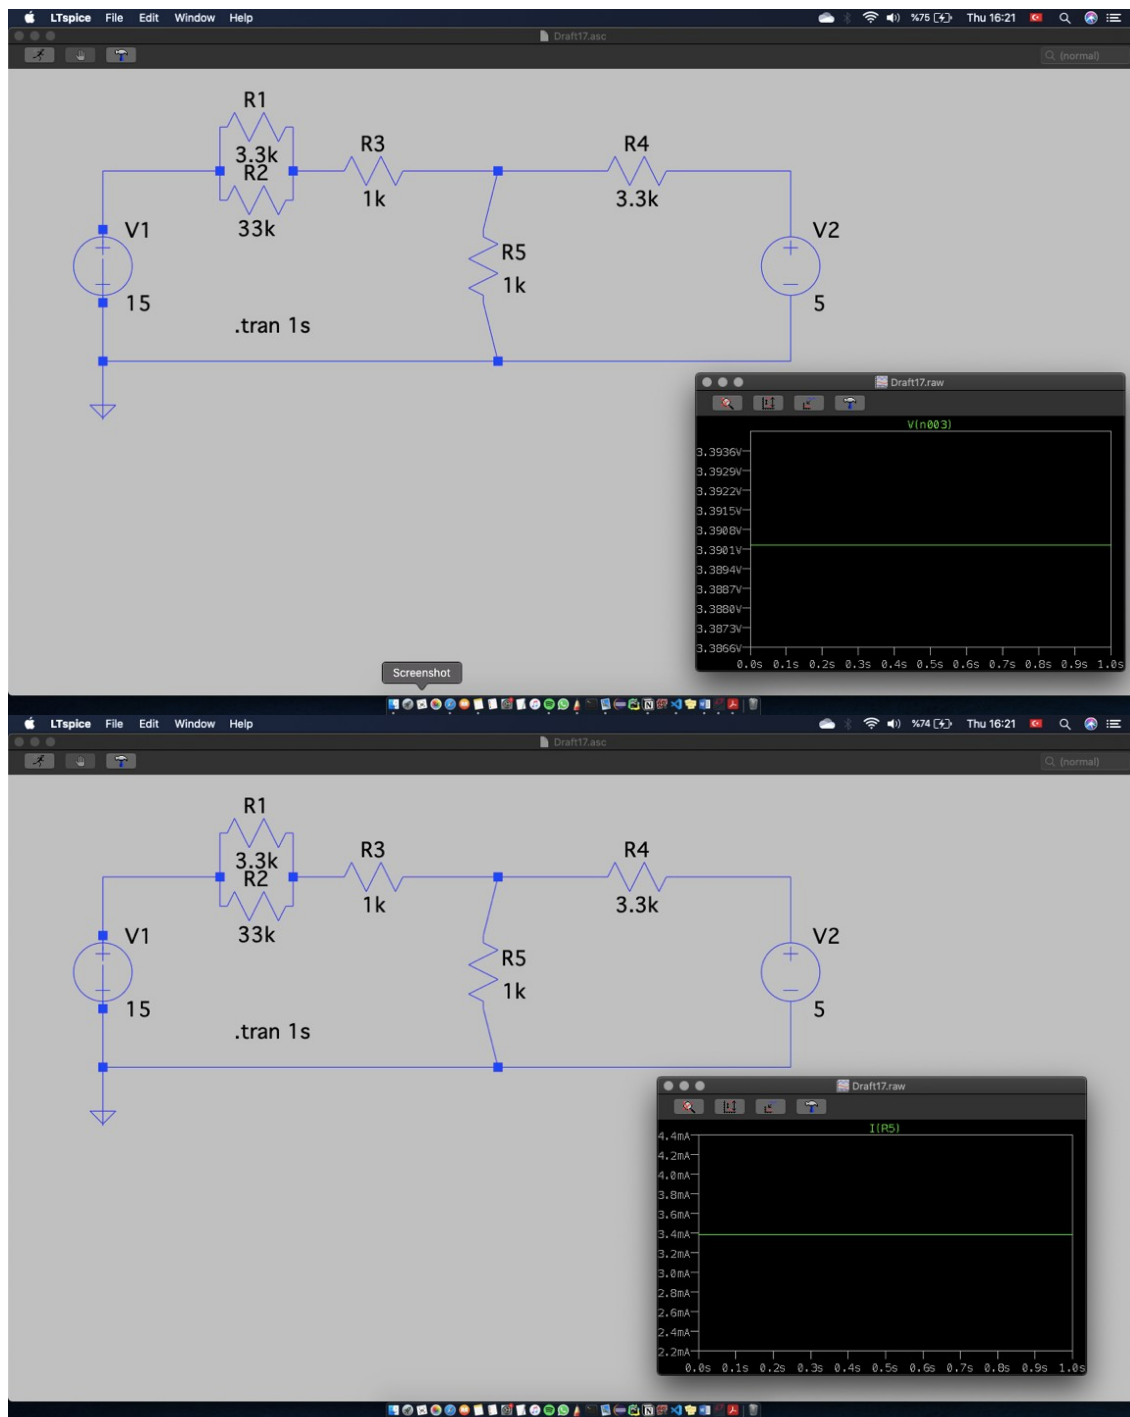 LTspice File Edit Window Help %75 Thu 16:21
Draft17.asc
(normal)
R1
3.3k
R2
33k
R3
1k
R4
3.3k
V1
15
R5
1k
V2
5
.tran 1s
Draft17.raw
V(n003)
3.3936V
3.3929V
3.3922V
3.3915V
3.3908V
3.3901V
3.3894V
3.3887V
3.3880V
3.3873V
3.3866V
0.0s 0.1s 0.2s 0.3s 0.4s 0.5s 0.6s 0.7s 0.8s 0.9s 1.0s
Screenshot
LTspice File Edit Window Help %74 Thu 16:21
Draft17.asc
(normal)
R1
3.3k
R2
33k
R3
1k
R4
3.3k
V1
15
R5
1k
V2
5
.tran 1s
Draft17.raw
I(R5)
4.4mA
4.2mA
4.0mA
3.8mA
3.6mA
3.4mA
3.2mA
3.0mA
2.8mA
2.6mA
2.4mA
2.2mA
0.0s 0.1s 0.2s 0.3s 0.4s 0.5s 0.6s 0.7s 0.8s 0.9s 1.0s